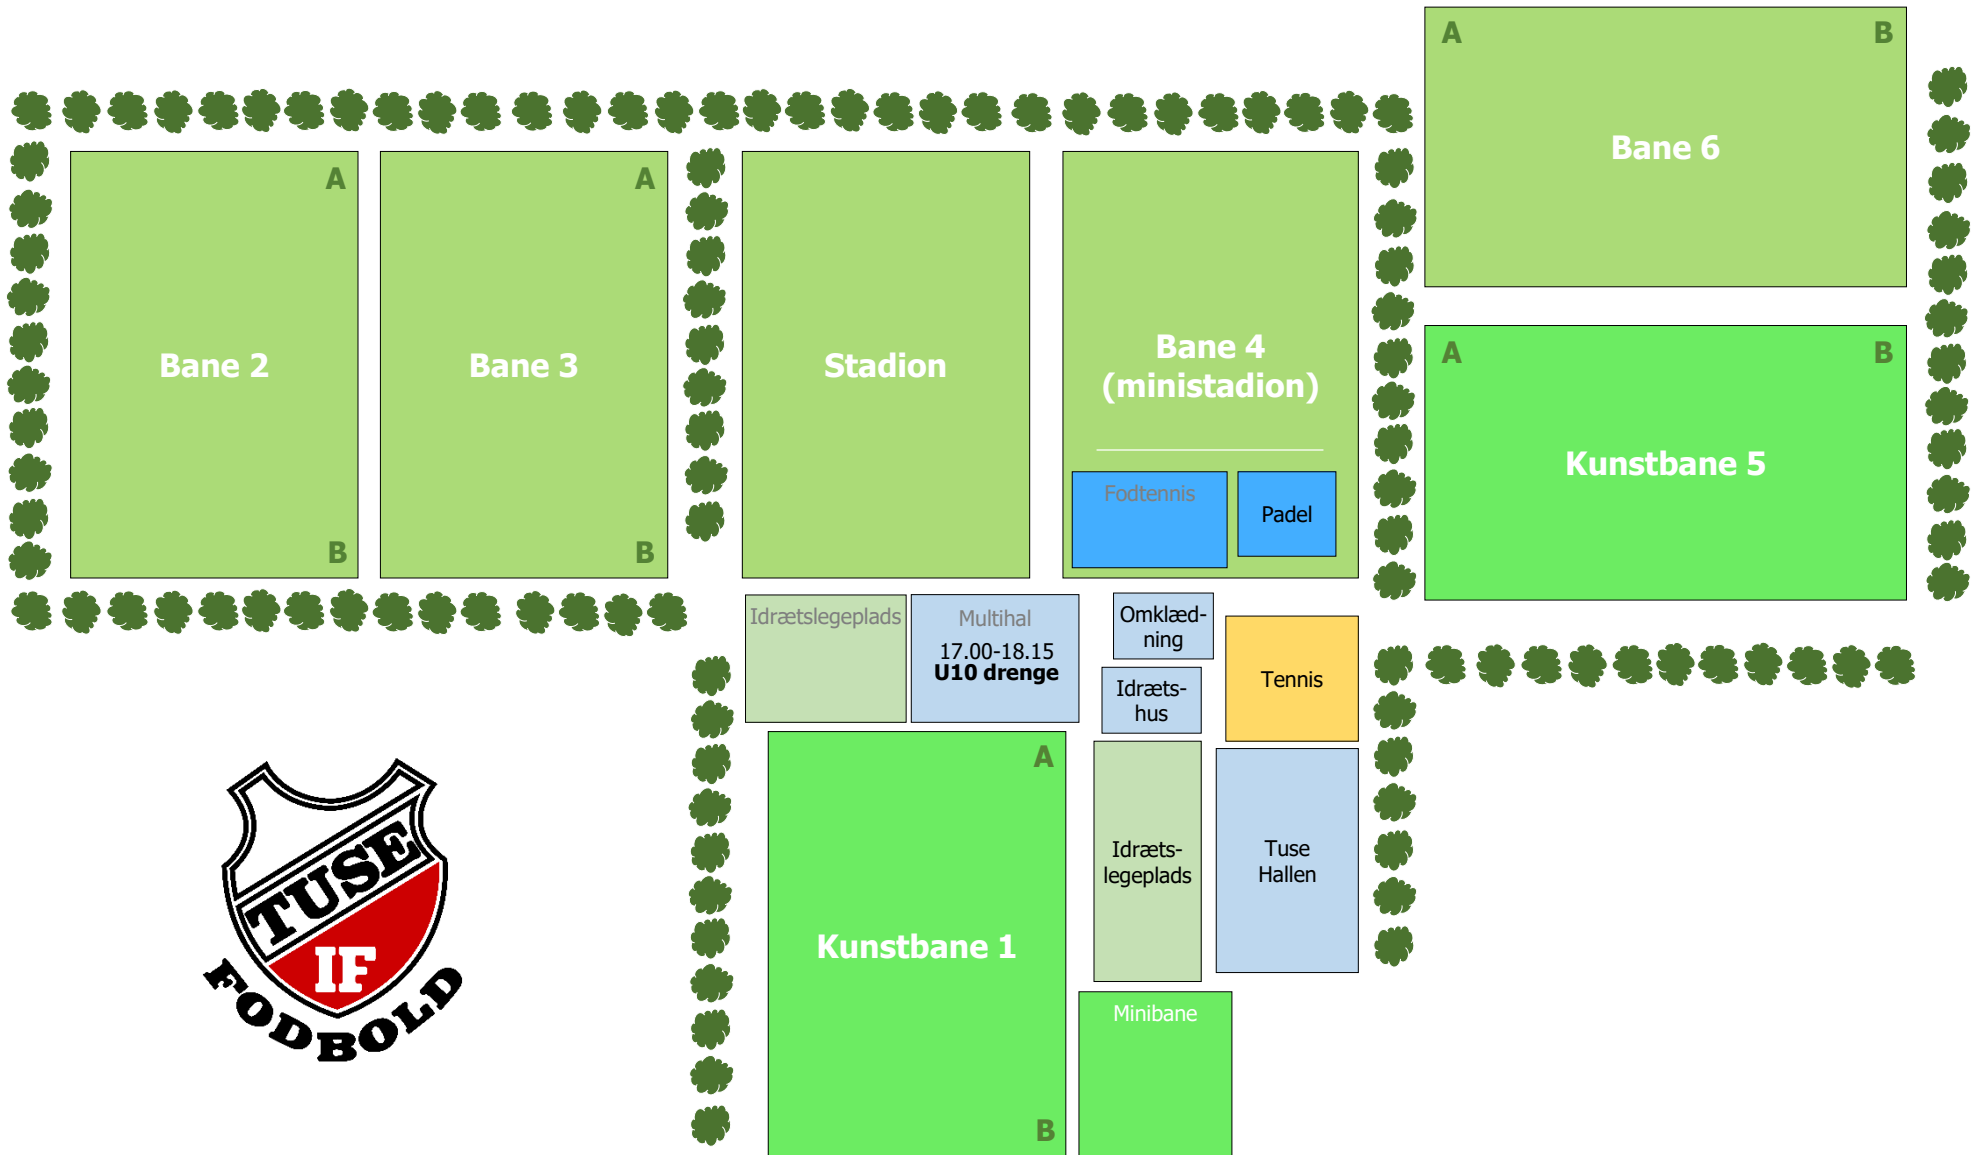 A
B
Bane 6
A
A
Bane 2
Bane 3
Stadion
Bane 4
(ministadion)
A
B
Kunstbane 5
Fodtennis
Padel
B
B
Idrætslegeplads
Multihal
17.00-18.15
U10 drenge
Omklæd-
ning
Idræts-
hus
Tennis
A
Idræts-
legeplads
Tuse
Hallen
Kunstbane 1
B
Minibane
TUSE
IF
FODBOLD